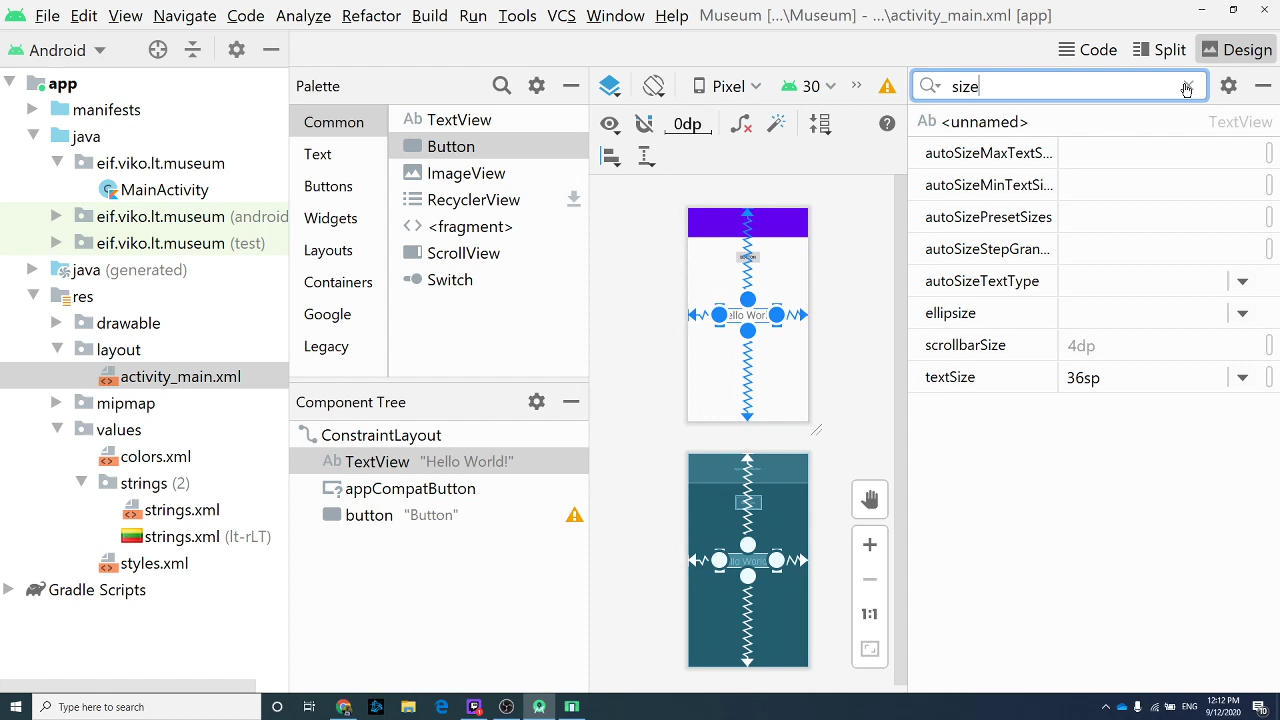 File Edit View Navigate Code Analyze Refactor Build Run Tools VCS Window Help Museum [...\Museum] - ...\activity_main.xml [app]
Android
Code Split Design
app
manifests
java
eif.viko.lt.museum
MainActivity
eif.viko.lt.museum (android
eif.viko.lt.museum (test)
java (generated)
res
drawable
layout
activity_main.xml
mipmap
values
colors.xml
strings (2)
strings.xml
strings.xml (lt-rLT)
styles.xml
Gradle Scripts
Palette
Common
Text
Buttons
Widgets
Layouts
Containers
Google
Legacy
Ab TextView
Button
ImageView
RecyclerView
<fragment>
ScrollView
Switch
Component Tree
ConstraintLayout
Ab TextView "Hello World!"
appCompatButton
button "Button"
Pixel 30
0dp
1:1
size
Ab <unnamed> TextView
autoSizeMaxTextS...
autoSizeMinTextSi...
autoSizePresetSizes
autoSizeStepGran...
autoSizeTextType
ellipsize
scrollbarSize 4dp
textSize 36sp
Type here to search
ENG
12:12 PM
9/12/2020